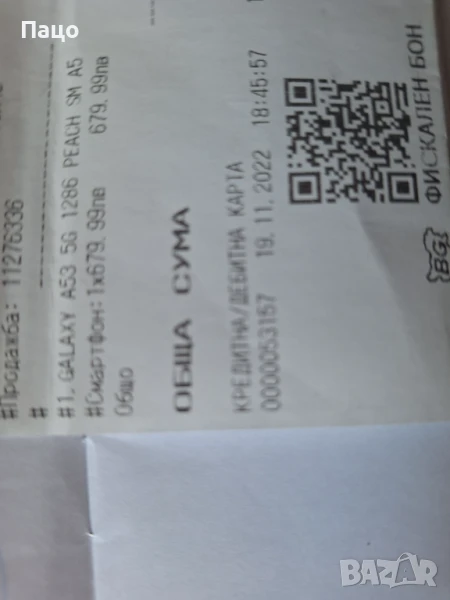 Пацо
#Продажба: 11276336
#
#1. GALAXY A53 5G 128G PEACH SM A5
#Смартфон: 1x679.99лв 679.99лв
Общо
ОБЩА СУМА
КРЕДИТНА/ДЕБИТНА КАРТА
0000053157 19.11.2022 18:45:57
BG
ФИСКАЛЕН БОН
BAZAR